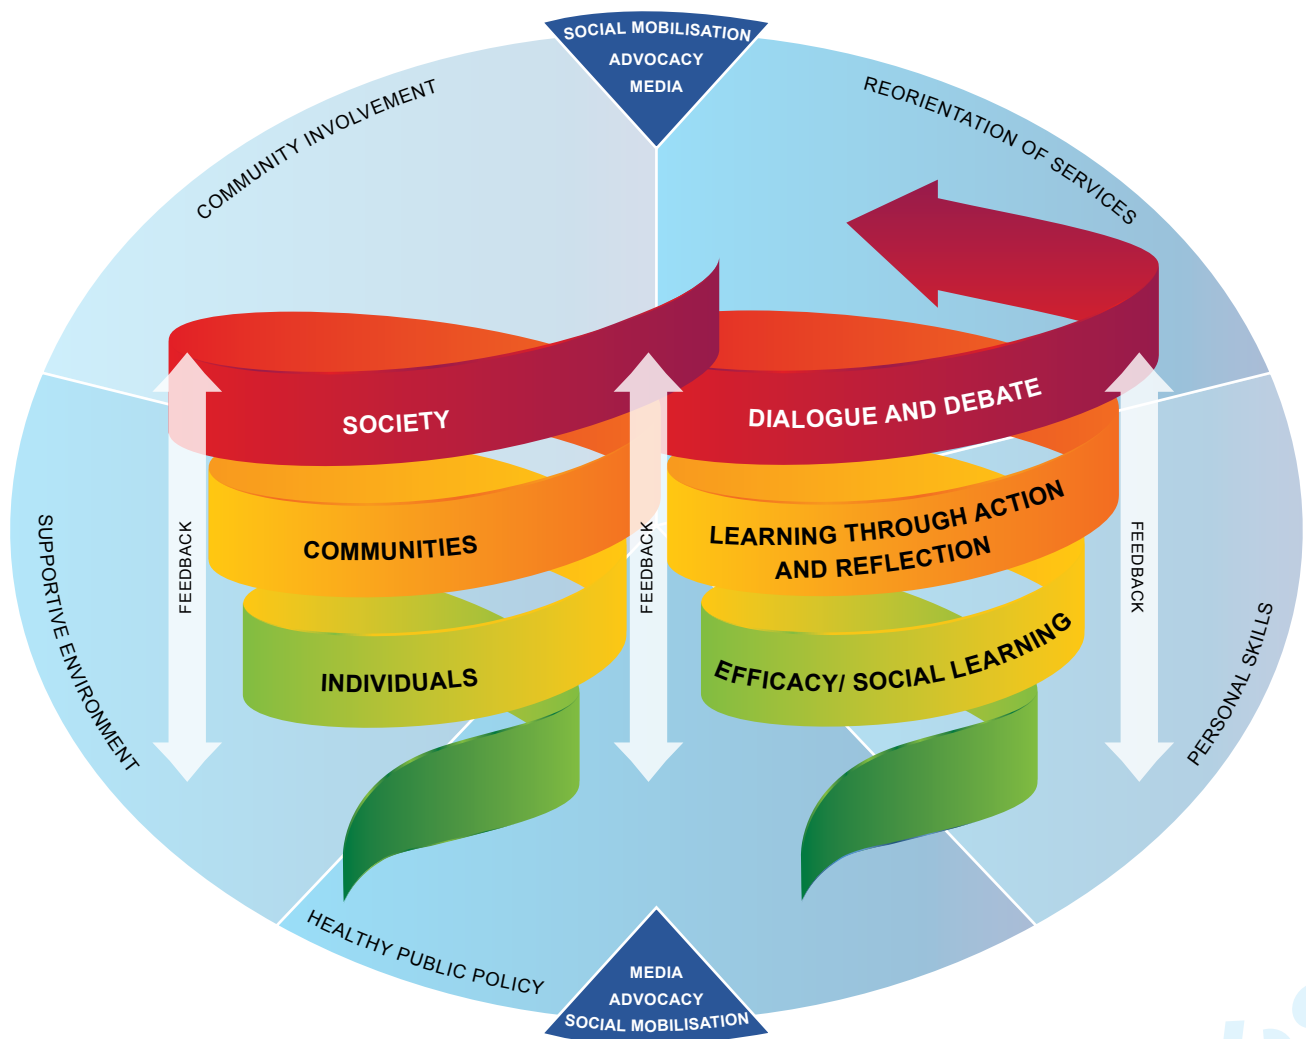 SOCIAL MOBILISATION
ADVOCACY
MEDIA
COMMUNITY INVOLVEMENT
REORIENTATION OF SERVICES
SOCIETY
DIALOGUE AND DEBATE
COMMUNITIES
LEARNING THROUGH ACTION
AND REFLECTION
INDIVIDUALS
EFFICACY/ SOCIAL LEARNING
FEEDBACK
FEEDBACK
FEEDBACK
SUPPORTIVE ENVIRONMENT
PERSONAL SKILLS
HEALTHY PUBLIC POLICY
MEDIA
ADVOCACY
SOCIAL MOBILISATION